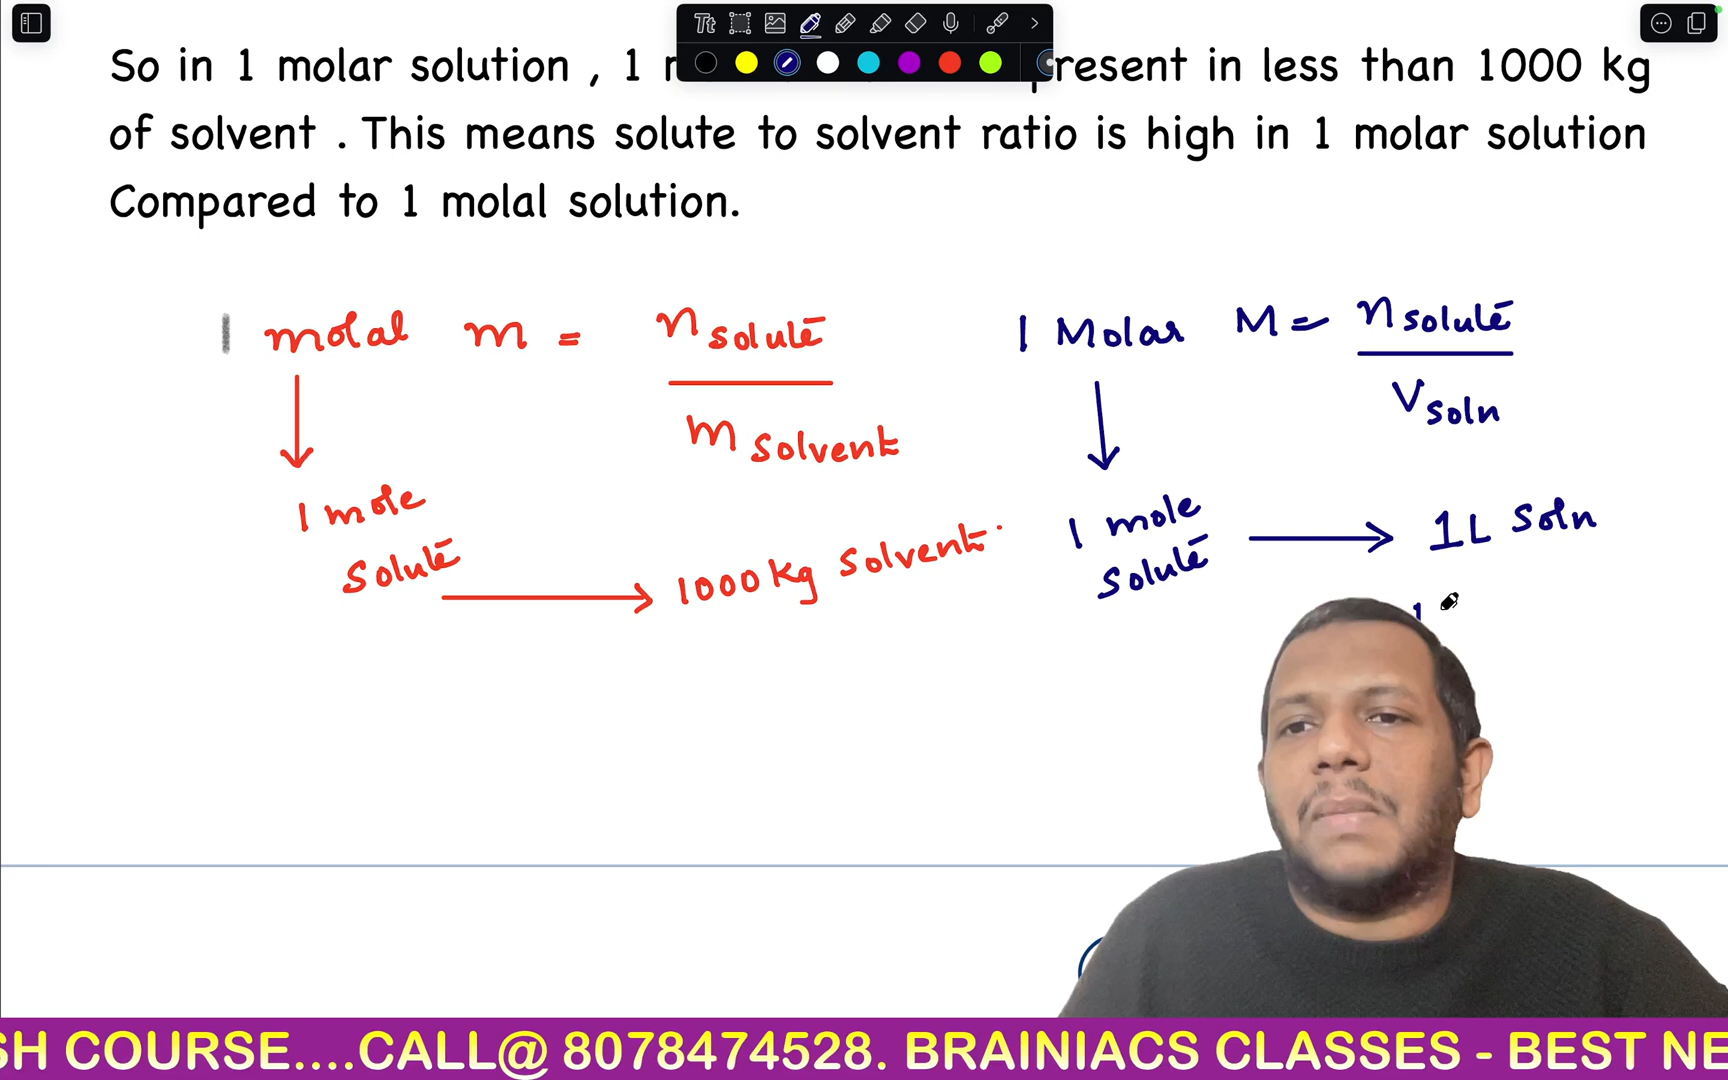 So in 1 molar solution , 1 present in less than 1000 kg
of solvent . This means solute to solvent ratio is high in 1 molar solution
Compared to 1 molal solution.
1 molal m = n solute
m solvent
1 mole
solute → 1000 kg solvent
1 Molar M = n solute
V soln
1 mole
solute → 1L soln
SH COURSE....CALL@ 8078474528. BRAINIACS CLASSES - BEST NE